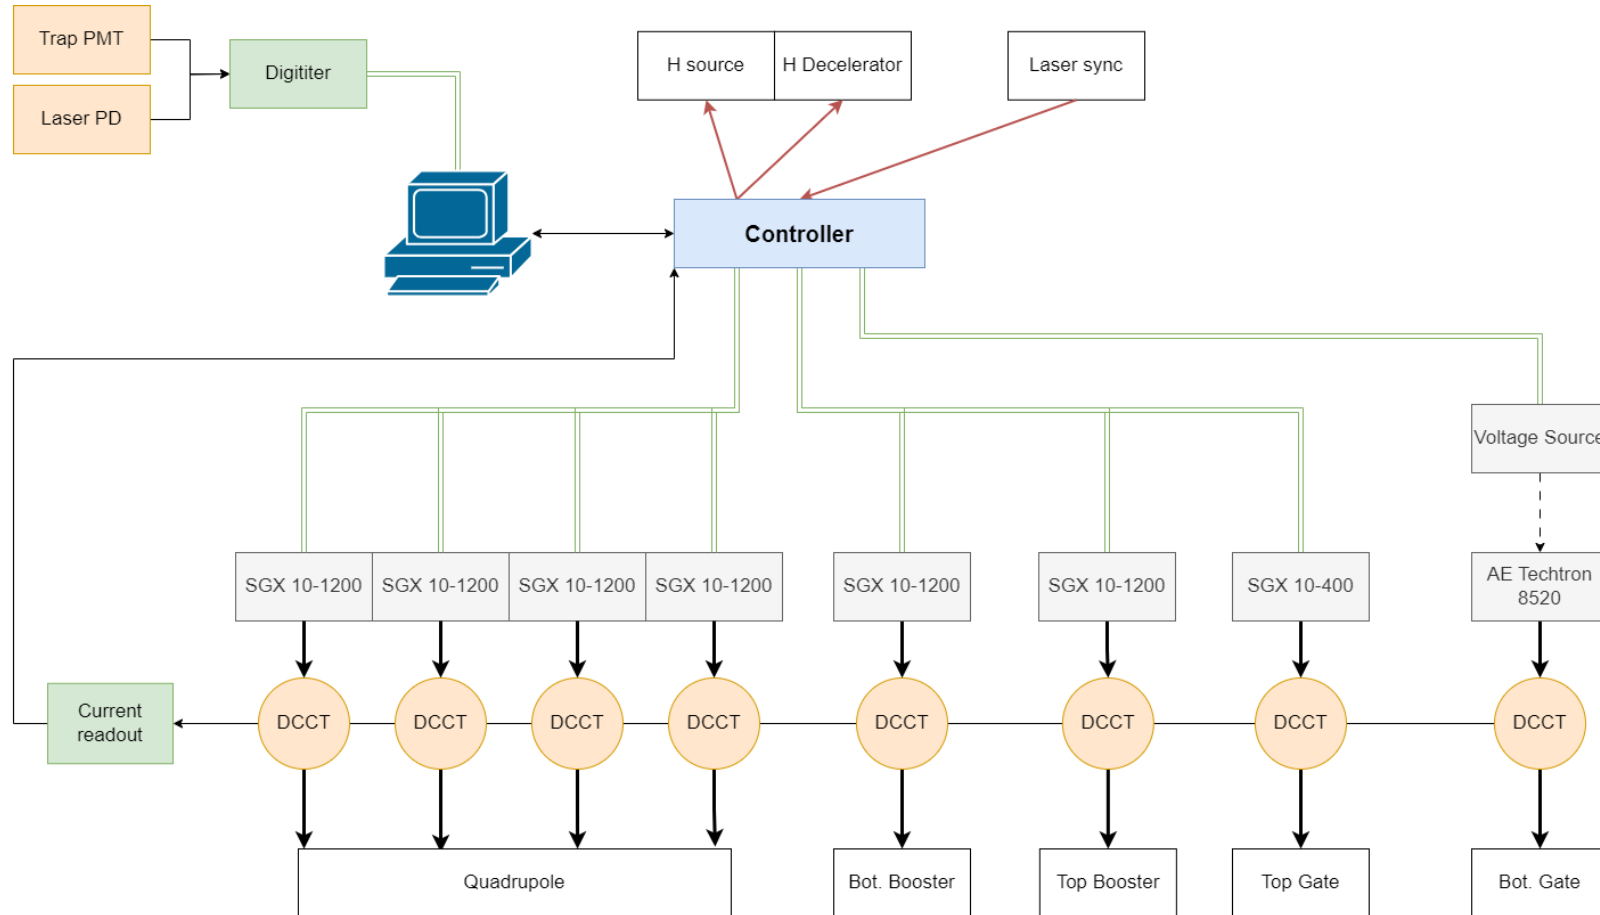 Trap PMT
Laser PD
Digititer
H source
H Decelerator
Laser sync
Controller
Voltage Source
SGX 10-1200
SGX 10-1200
SGX 10-1200
SGX 10-1200
SGX 10-1200
SGX 10-1200
SGX 10-400
AE Techtron
8520
Current
readout
DCCT
DCCT
DCCT
DCCT
DCCT
DCCT
DCCT
DCCT
Quadrupole
Bot. Booster
Top Booster
Top Gate
Bot. Gate